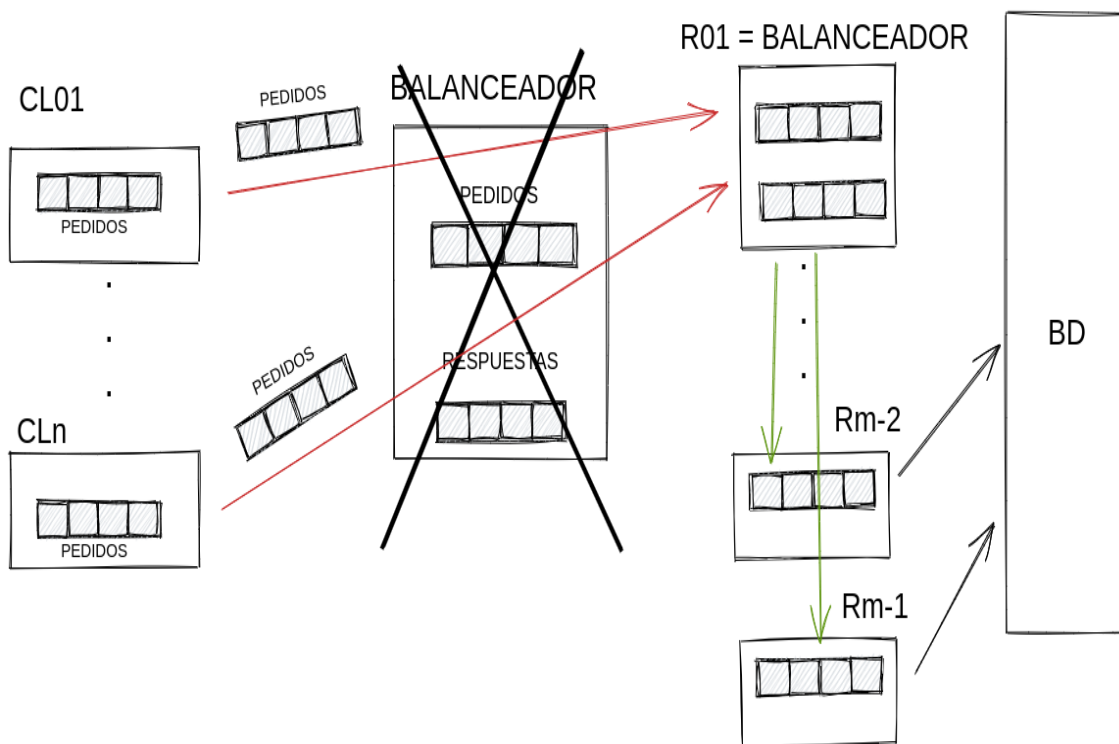 R01 = BALANCEADOR
CL01
PEDIDOS
BALANCEADOR
PEDIDOS
PEDIDOS
BD
PEDIDOS
RESPUESTAS
CLn
Rm-2
PEDIDOS
Rm-1